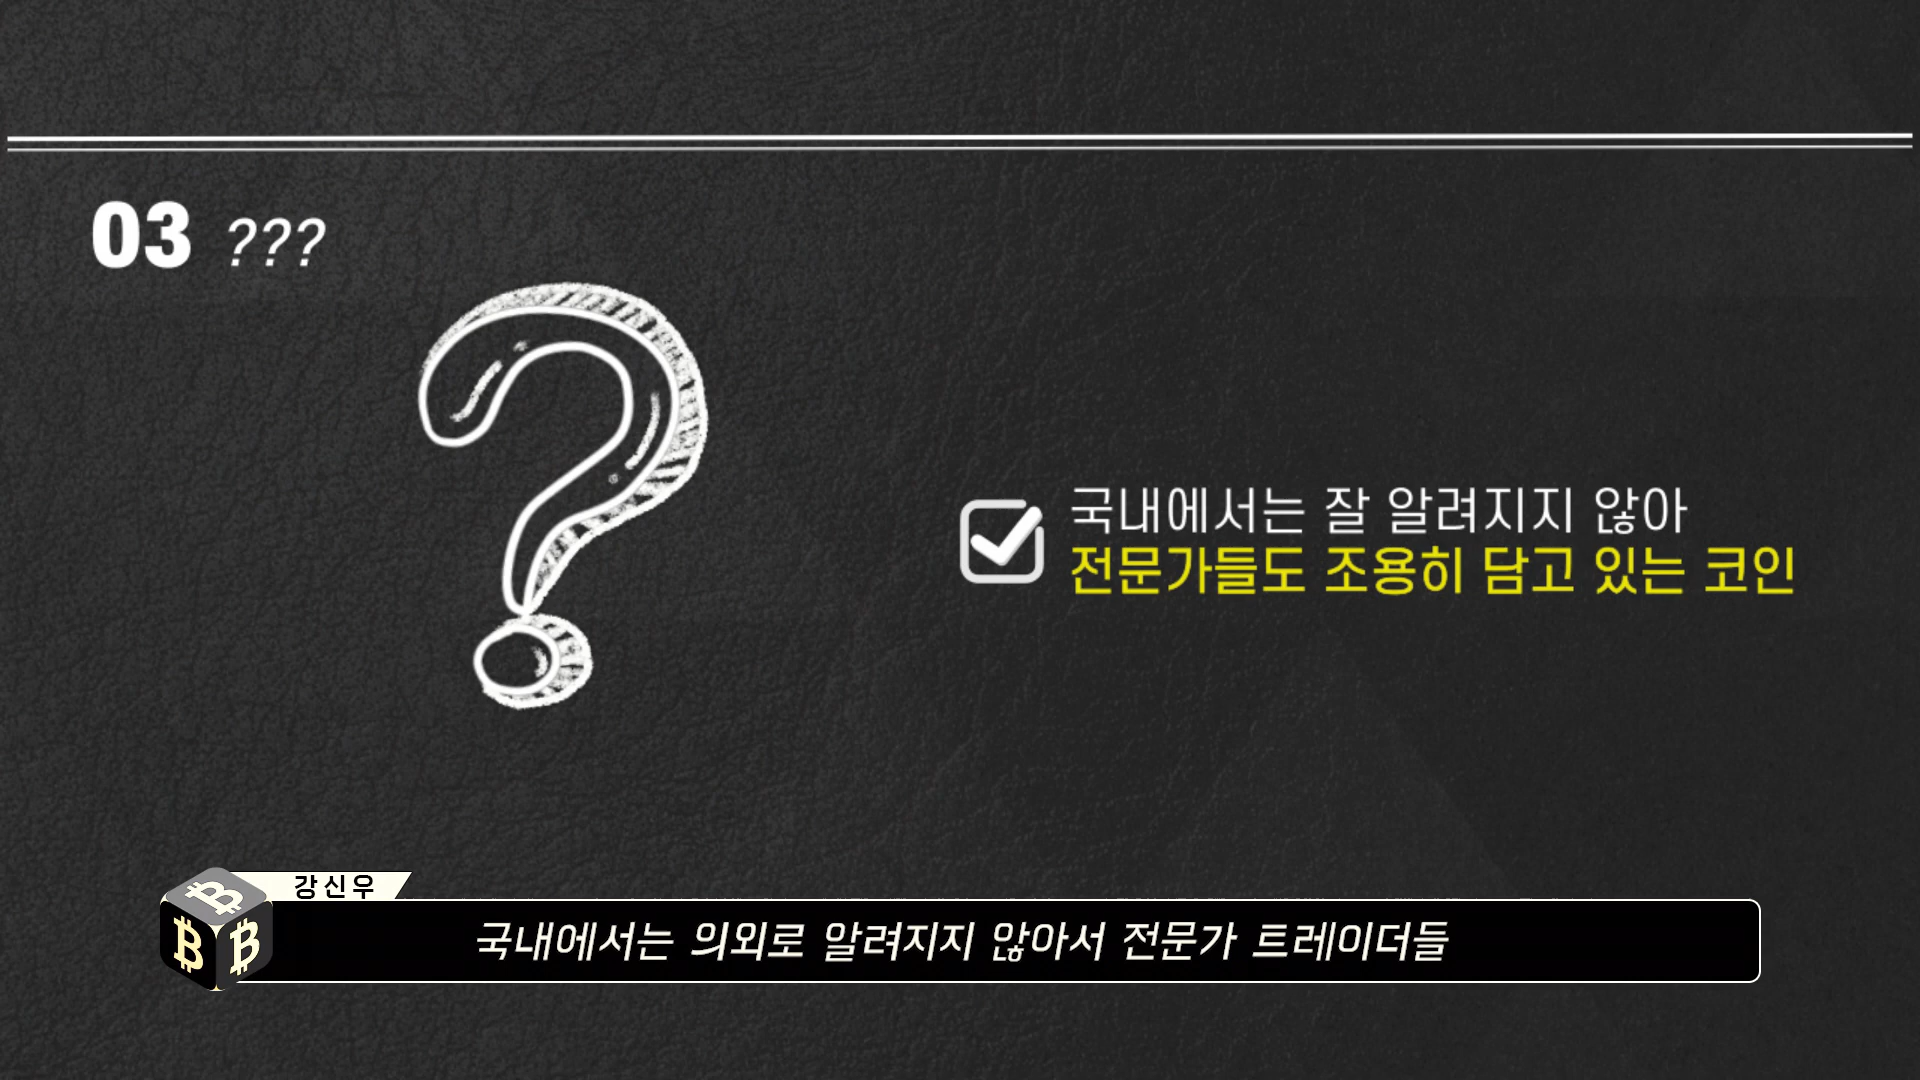 03 ???
국내에서는 잘 알려지지 않아
전문가들도 조용히 담고 있는 코인
강신우
국내에서는 의외로 알려지지 않아서 전문가 트레이더들